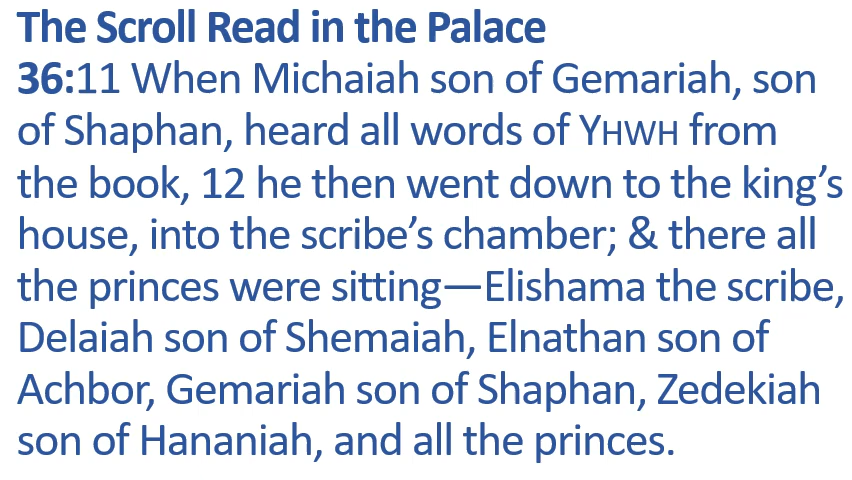 The Scroll Read in the Palace
36:11 When Michaiah son of Gemariah, son
of Shaphan, heard all words of YHWH from
the book, 12 he then went down to the king’s
house, into the scribe’s chamber; & there all
the princes were sitting—Elishama the scribe,
Delaiah son of Shemaiah, Elnathan son of
Achbor, Gemariah son of Shaphan, Zedekiah
son of Hananiah, and all the princes.